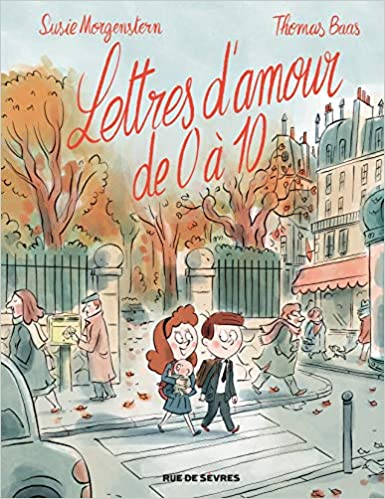 Susie Morgenstern
Thomas Baas
Lettres d'amour
de 0 à 10
RUE DE SÈVRES